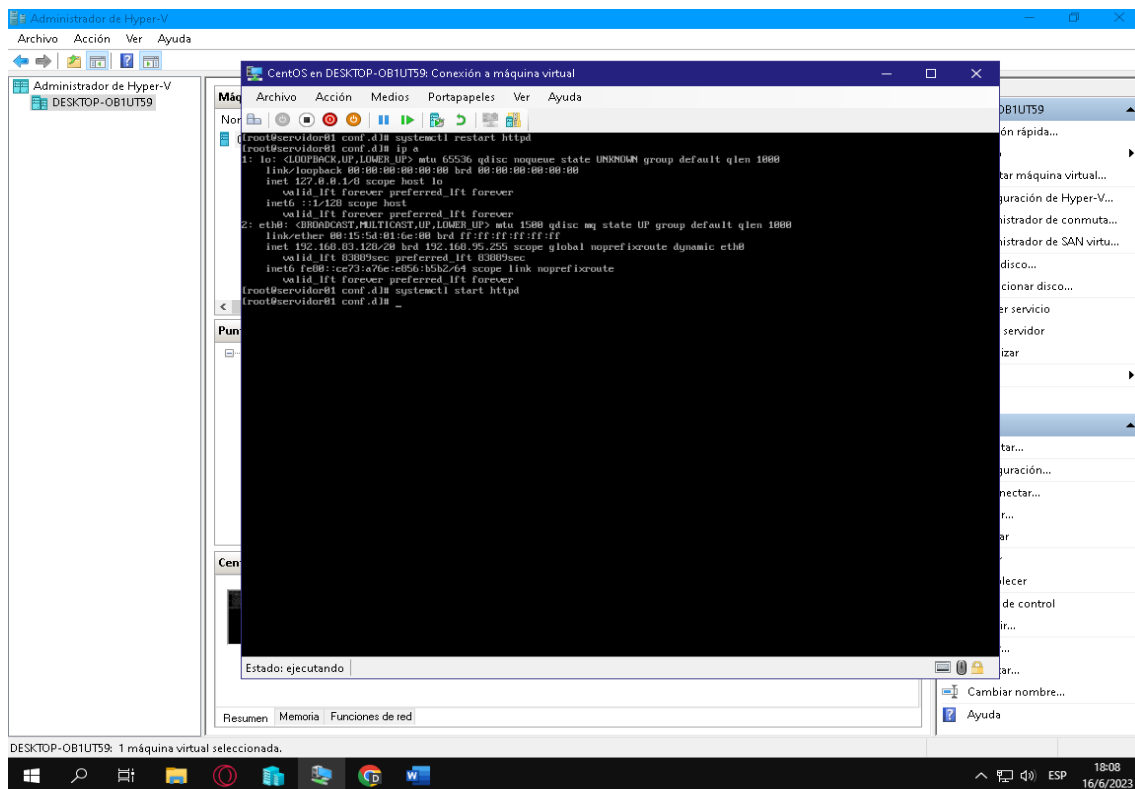 Administrador de Hyper-V
Archivo Acción Ver Ayuda
Administrador de Hyper-V
DESKTOP-OB1UT59
CentOS en DESKTOP-OB1UT59: Conexión a máquina virtual
Archivo Acción Medios Portapapeles Ver Ayuda
[root@servidor01 conf.d]# systemctl restart httpd
[root@servidor01 conf.d]# ip a
1: lo: <LOOPBACK,UP,LOWER_UP> mtu 65536 qdisc noqueue state UNKNOWN group default qlen 1000
link/loopback 00:00:00:00:00:00 brd 00:00:00:00:00:00
inet 127.0.0.1/8 scope host lo
valid_lft forever preferred_lft forever
inet6 ::1/128 scope host
valid_lft forever preferred_lft forever
2: eth0: <BROADCAST,MULTICAST,UP,LOWER_UP> mtu 1500 qdisc mq state UP group default qlen 1000
link/ether 00:15:5d:01:6e:00 brd ff:ff:ff:ff:ff:ff
inet 192.168.83.128/20 brd 192.168.95.255 scope global noprefixroute dynamic eth0
valid_lft 83089sec preferred_lft 83089sec
inet6 fe80::ce73:a76e:e856:b5b2/64 scope link noprefixroute
valid_lft forever preferred_lft forever
[root@servidor01 conf.d]# systemctl start httpd
[root@servidor01 conf.d]# _
Estado: ejecutando
Máq
Nor
Pun
Cen
Resumen Memoria Funciones de red
OB1UT59
ón rápida...
tar máquina virtual...
guración de Hyper-V...
nistrador de conmuta...
nistrador de SAN virtu...
disco...
cionar disco...
er servicio
servidor
izar
tar...
guración...
nectar...
r...
ar
lecer
de control
ir...
...
tar...
Cambiar nombre...
Ayuda
DESKTOP-OB1UT59: 1 máquina virtual seleccionada.
ESP
18:08
16/6/2023